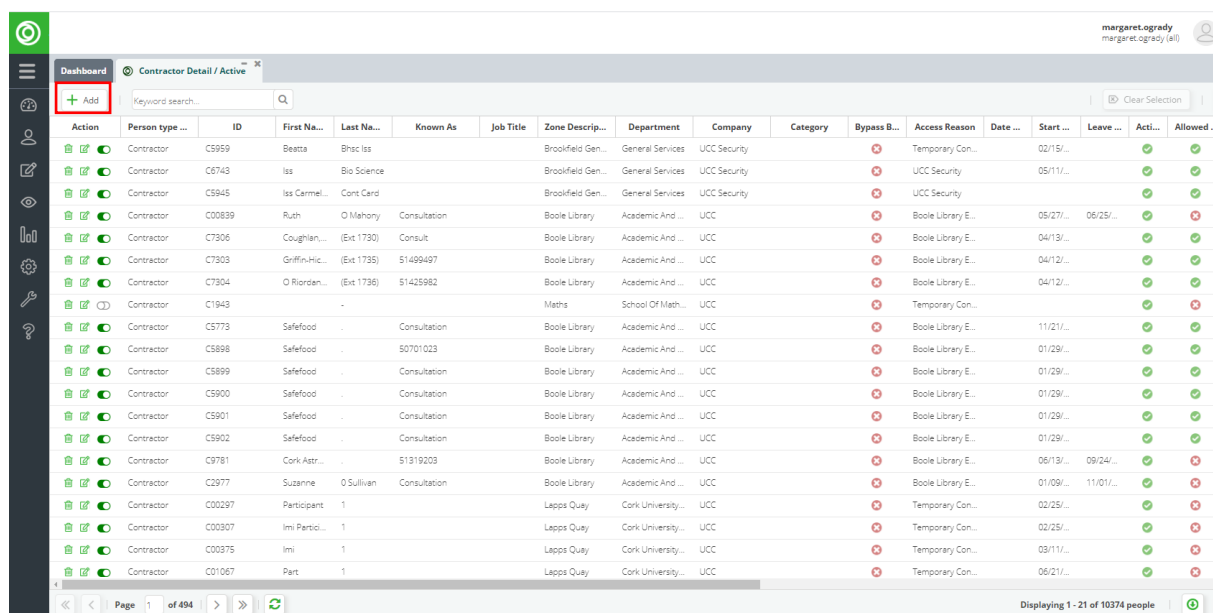 margaret.ogrady
margaret.ogrady (all)
Dashboard Contractor Detail / Active
Add Keyword search... Clear Selection
Action Person type ... ID First Na... Last Na... Known As Job Title Zone Descrip... Department Company Category Bypass B... Access Reason Date ... Start ... Leave ... Acti... Allowed .
Contractor C5959 Beatta Bhsc Iss Brookfield Gen... General Services UCC Security Temporary Con... 02/15/...
Contractor C6743 Iss Bio Science Brookfield Gen... General Services UCC Security UCC Security 05/11/...
Contractor C5945 Iss Carmel... Cont Card Brookfield Gen... General Services UCC Security UCC Security
Contractor C00839 Ruth O Mahony Consultation Boole Library Academic And ... UCC Boole Library E... 05/27/... 06/25/...
Contractor C7306 Coughlan,... (Ext 1730) Consult Boole Library Academic And ... UCC Boole Library E... 04/13/...
Contractor C7303 Griffin-Hic... (Ext 1735) 51499497 Boole Library Academic And ... UCC Boole Library E... 04/12/...
Contractor C7304 O Riordan... (Ext 1736) 51425982 Boole Library Academic And ... UCC Boole Library E... 04/12/...
Contractor C1943 - Maths School Of Math... UCC Temporary Con...
Contractor C5773 Safefood . Consultation Boole Library Academic And ... UCC Boole Library E... 11/21/...
Contractor C5898 Safefood . 50701023 Boole Library Academic And ... UCC Boole Library E... 01/29/...
Contractor C5899 Safefood . Consultation Boole Library Academic And ... UCC Boole Library E... 01/29/...
Contractor C5900 Safefood . Consultation Boole Library Academic And ... UCC Boole Library E... 01/29/...
Contractor C5901 Safefood . Consultation Boole Library Academic And ... UCC Boole Library E... 01/29/...
Contractor C5902 Safefood . Consultation Boole Library Academic And ... UCC Boole Library E... 01/29/...
Contractor C9781 Cork Astr... . 51319203 Boole Library Academic And ... UCC Boole Library E... 06/13/... 09/24/...
Contractor C2977 Suzanne 0 Sullivan Consultation Boole Library Academic And ... UCC Boole Library E... 01/09/... 11/01/...
Contractor C00297 Participant 1 Lapps Quay Cork University... UCC Temporary Con... 02/25/...
Contractor C00307 Imi Partici... 1 Lapps Quay Cork University... UCC Temporary Con... 02/25/...
Contractor C00375 Imi 1 Lapps Quay Cork University... UCC Temporary Con... 03/11/...
Contractor C01067 Part 1 Lapps Quay Cork University... UCC Temporary Con... 06/21/...
Page 1 of 494 Displaying 1 - 21 of 10374 people